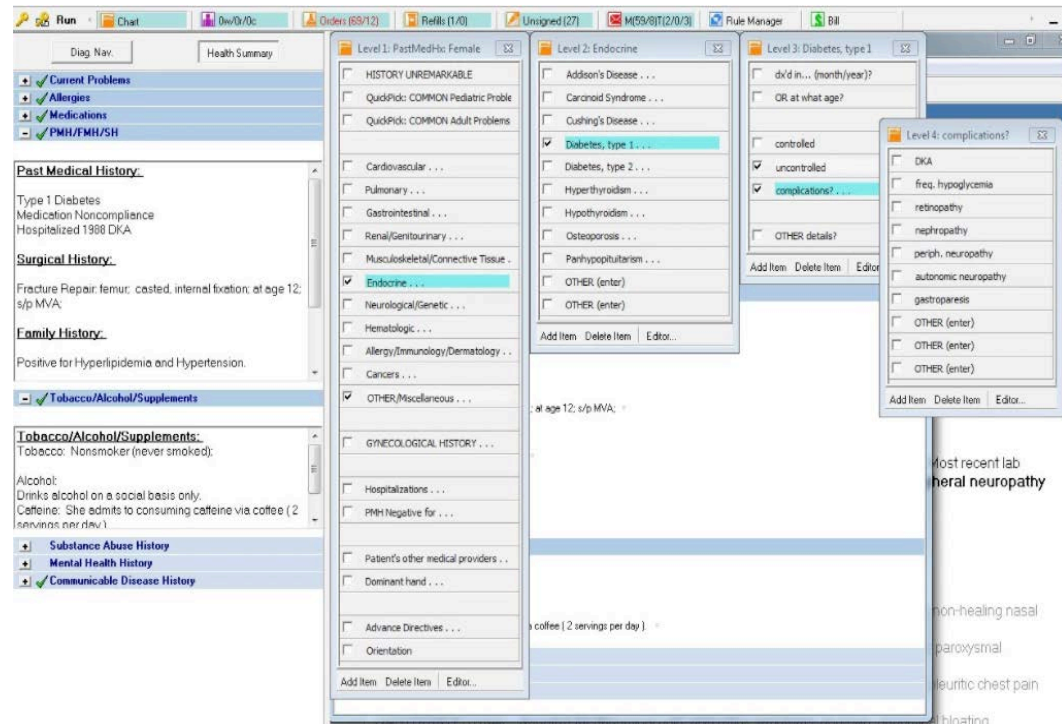 Run
Chart
0w/0r/0c
Orders (69/12)
Refills (1/0)
Unsigned (27)
M(59/8)T(2/0/3)
Rule Manager
Bill
Diag. Nav.
Health Summary
Current Problems
Allergies
Medications
PMH/FMH/SH
Past Medical History:
Type 1 Diabetes
Medication Noncompliance
Hospitalized 1988 DKA
Surgical History:
Fracture Repair: femur; casted, internal fixation; at age 12;
s/p MVA;
Family History:
Positive for Hyperlipidemia and Hypertension.
Tobacco/Alcohol/Supplements
Tobacco/Alcohol/Supplements:
Tobacco: Nonsmoker (never smoked);
Alcohol:
Drinks alcohol on a social basis only.
Caffeine: She admits to consuming caffeine via coffee ( 2
servings per day )
Substance Abuse History
Mental Health History
Communicable Disease History
Level 1: PastMedHx: Female
HISTORY UNREMARKABLE
QuickPick: COMMON Pediatric Proble
QuickPick: COMMON Adult Problems
Cardiovascular . . .
Pulmonary . . .
Gastrointestinal . . .
Renal/Genitourinary . . .
Musculoskeletal/Connective Tissue .
Endocrine . . .
Neurological/Genetic . . .
Hematologic . . .
Allergy/Immunology/Dermatology . .
Cancers . . .
OTHER/Miscellaneous . . .
GYNECOLOGICAL HISTORY . . .
Hospitalizations . . .
PMH Negative for . . .
Patient's other medical providers . .
Dominant hand . . .
Advance Directives . . .
Orientation
Add Item Delete Item Editor...
Level 2: Endocrine
Addison's Disease . . .
Carcinoid Syndrome . . .
Cushing's Disease . . .
Diabetes, type 1 . . .
Diabetes, type 2 . . .
Hyperthyroidism . . .
Hypothyroidism . . .
Osteoporosis . . .
Panhypopituitarism . . .
OTHER (enter)
OTHER (enter)
Add Item Delete Item Editor...
Level 3: Diabetes, type 1
dx'd in... (month/year)?
OR at what age?
controlled
uncontrolled
complications? . . .
OTHER details?
Add Item Delete Item Editor
Level 4: complications?
DKA
freq. hypoglycemia
retinopathy
nephropathy
periph. neuropathy
autonomic neuropathy
gastroparesis
OTHER (enter)
OTHER (enter)
OTHER (enter)
Add Item Delete Item Editor...
; at age 12; s/p MVA;
a coffee ( 2 servings per day ).
Most recent lab
heral neuropathy
non-healing nasal
paroxysmal
leuritic chest pain
bloating